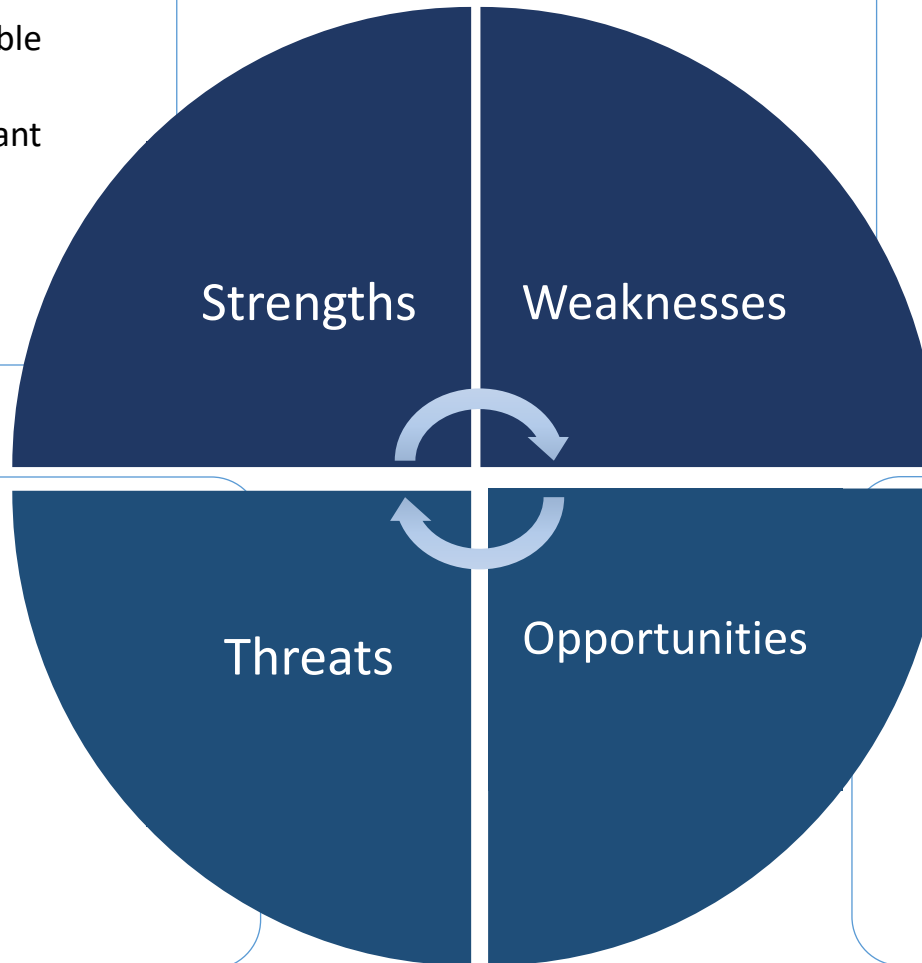 ble
ant
Strengths
Weaknesses
Threats
Opportunities